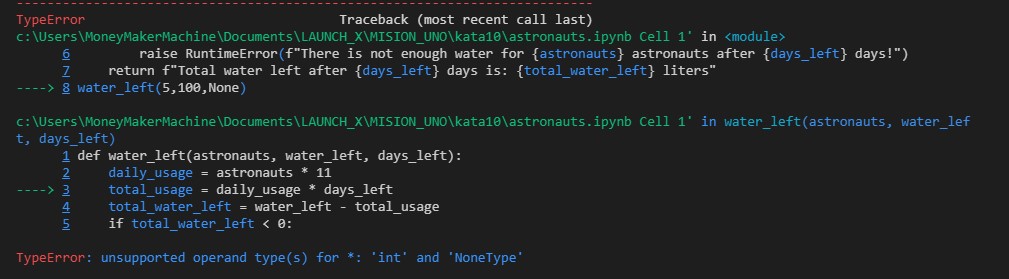 ---------------------------------------------------------------------------
TypeError                                 Traceback (most recent call last)
c:\Users\MoneyMakerMachine\Documents\LAUNCH_X\MISION_UNO\kata10\astronauts.ipynb Cell 1' in <module>
      6         raise RuntimeError(f"There is not enough water for {astronauts} astronauts after {days_left} days!")
      7     return f"Total water left after {days_left} days is: {total_water_left} liters"
----> 8 water_left(5,100,None)
c:\Users\MoneyMakerMachine\Documents\LAUNCH_X\MISION_UNO\kata10\astronauts.ipynb Cell 1' in water_left(astronauts, water_lef
t, days_left)
      1 def water_left(astronauts, water_left, days_left):
      2     daily_usage = astronauts * 11
----> 3     total_usage = daily_usage * days_left
      4     total_water_left = water_left - total_usage
      5     if total_water_left < 0:
TypeError: unsupported operand type(s) for *: 'int' and 'NoneType'